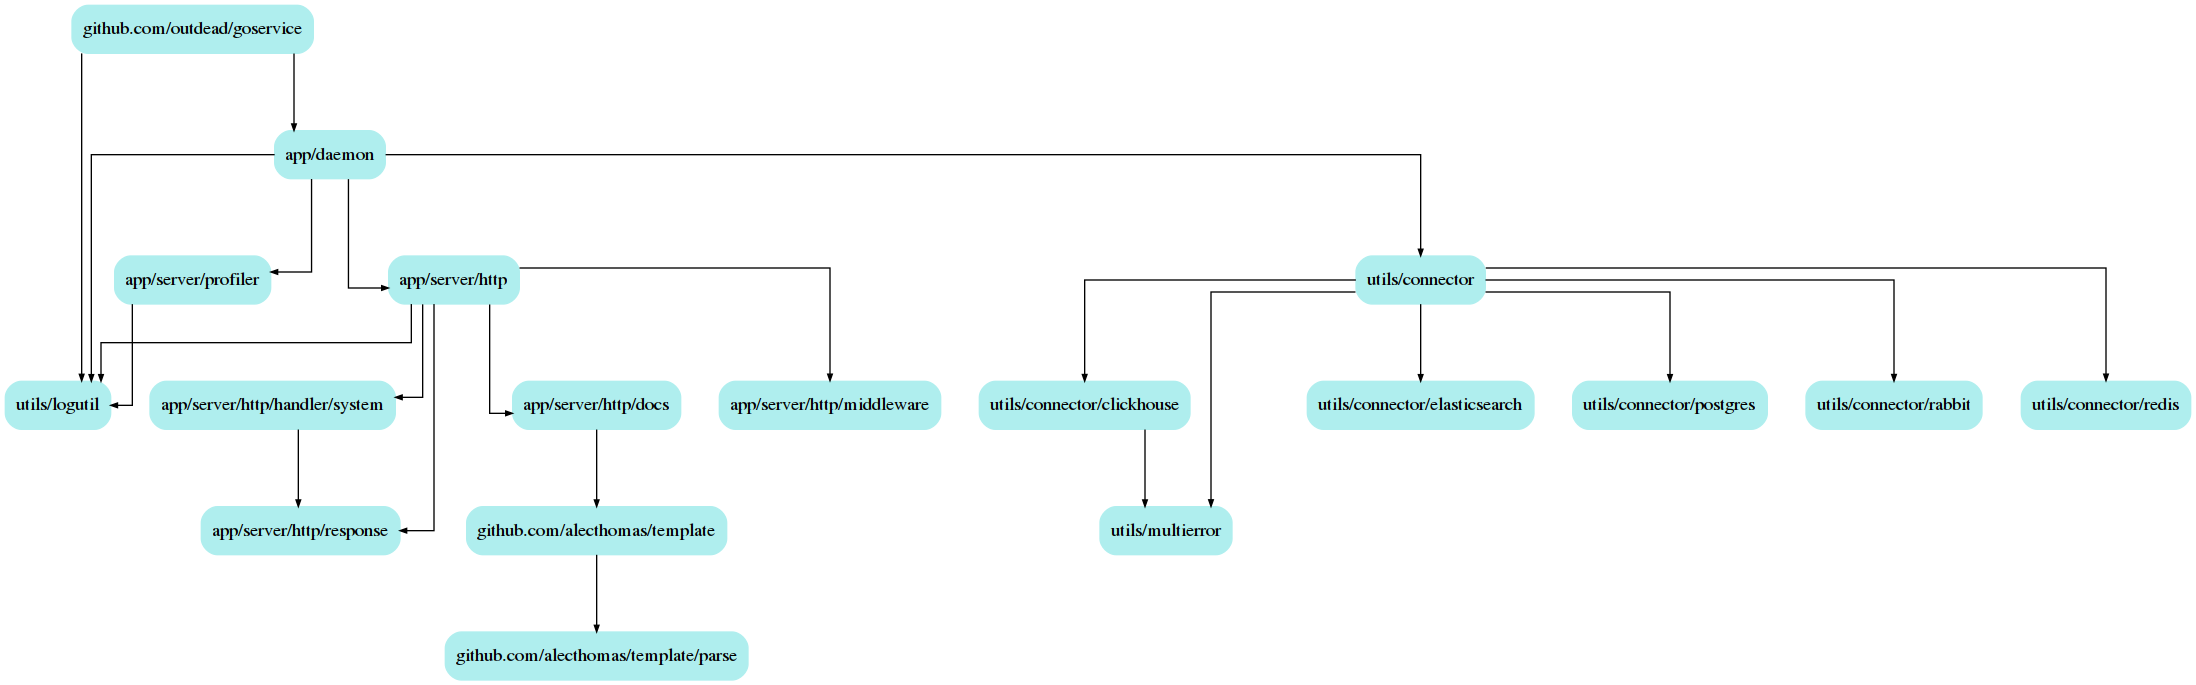 github.com/outdead/goservice
app/daemon
app/server/profiler
app/server/http
utils/connector
utils/logutil
app/server/http/handler/system
app/server/http/docs
app/server/http/middleware
utils/connector/clickhouse
utils/connector/elasticsearch
utils/connector/postgres
utils/connector/rabbit
utils/connector/redis
app/server/http/response
github.com/alecthomas/template
utils/multierror
github.com/alecthomas/template/parse